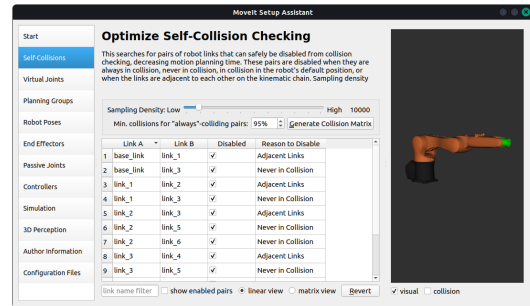 MoveIt Setup Assistant
Start
Self-Collisions
Virtual Joints
Planning Groups
Robot Poses
End Effectors
Passive Joints
Controllers
Simulation
3D Perception
Author Information
Configuration Files
Optimize Self-Collision Checking
This searches for pairs of robot links that can safely be disabled from collision
checking, decreasing motion planning time. These pairs are disabled when they are
always in collision, never in collision, in collision in the robot's default position, or
when the links are adjacent to each other on the kinematic chain. Sampling density
Sampling Density: Low High 10000
Min. collisions for "always"-colliding pairs: 95% Generate Collision Matrix
Link A Link B Disabled Reason to Disable
1 base_link link_1 Adjacent Links
2 base_link link_3 Never in Collision
3 link_1 link_2 Adjacent Links
4 link_1 link_3 Never in Collision
5 link_2 link_3 Adjacent Links
6 link_2 link_5 Never in Collision
7 link_2 link_6 Never in Collision
8 link_3 link_4 Adjacent Links
9 link_3 link_5 Never in Collision
link name filter show enabled pairs linear view matrix view Revert
visual collision